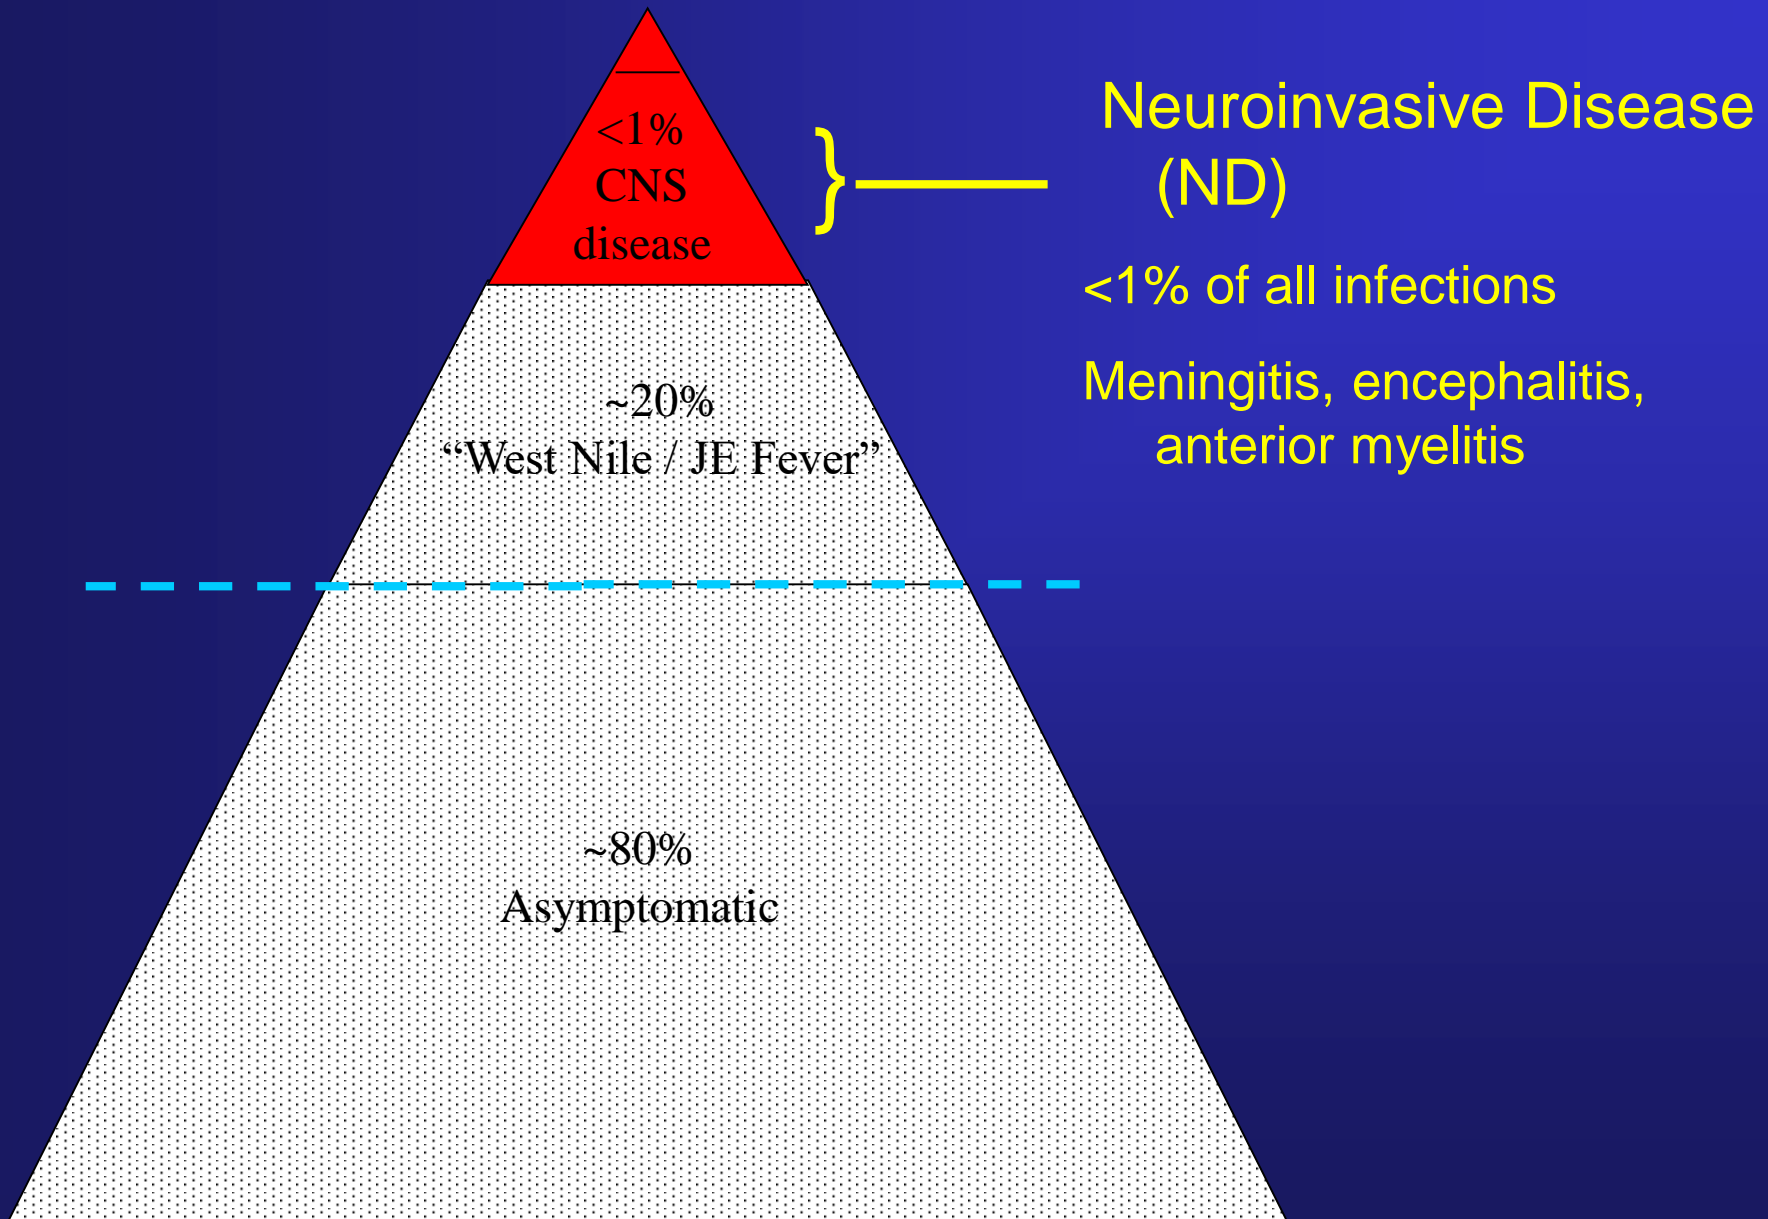 <1%
CNS
disease
Neuroinvasive Disease
(ND)
<1% of all infections
Meningitis, encephalitis,
anterior myelitis
~20%
“West Nile / JE Fever”
~80%
Asymptomatic